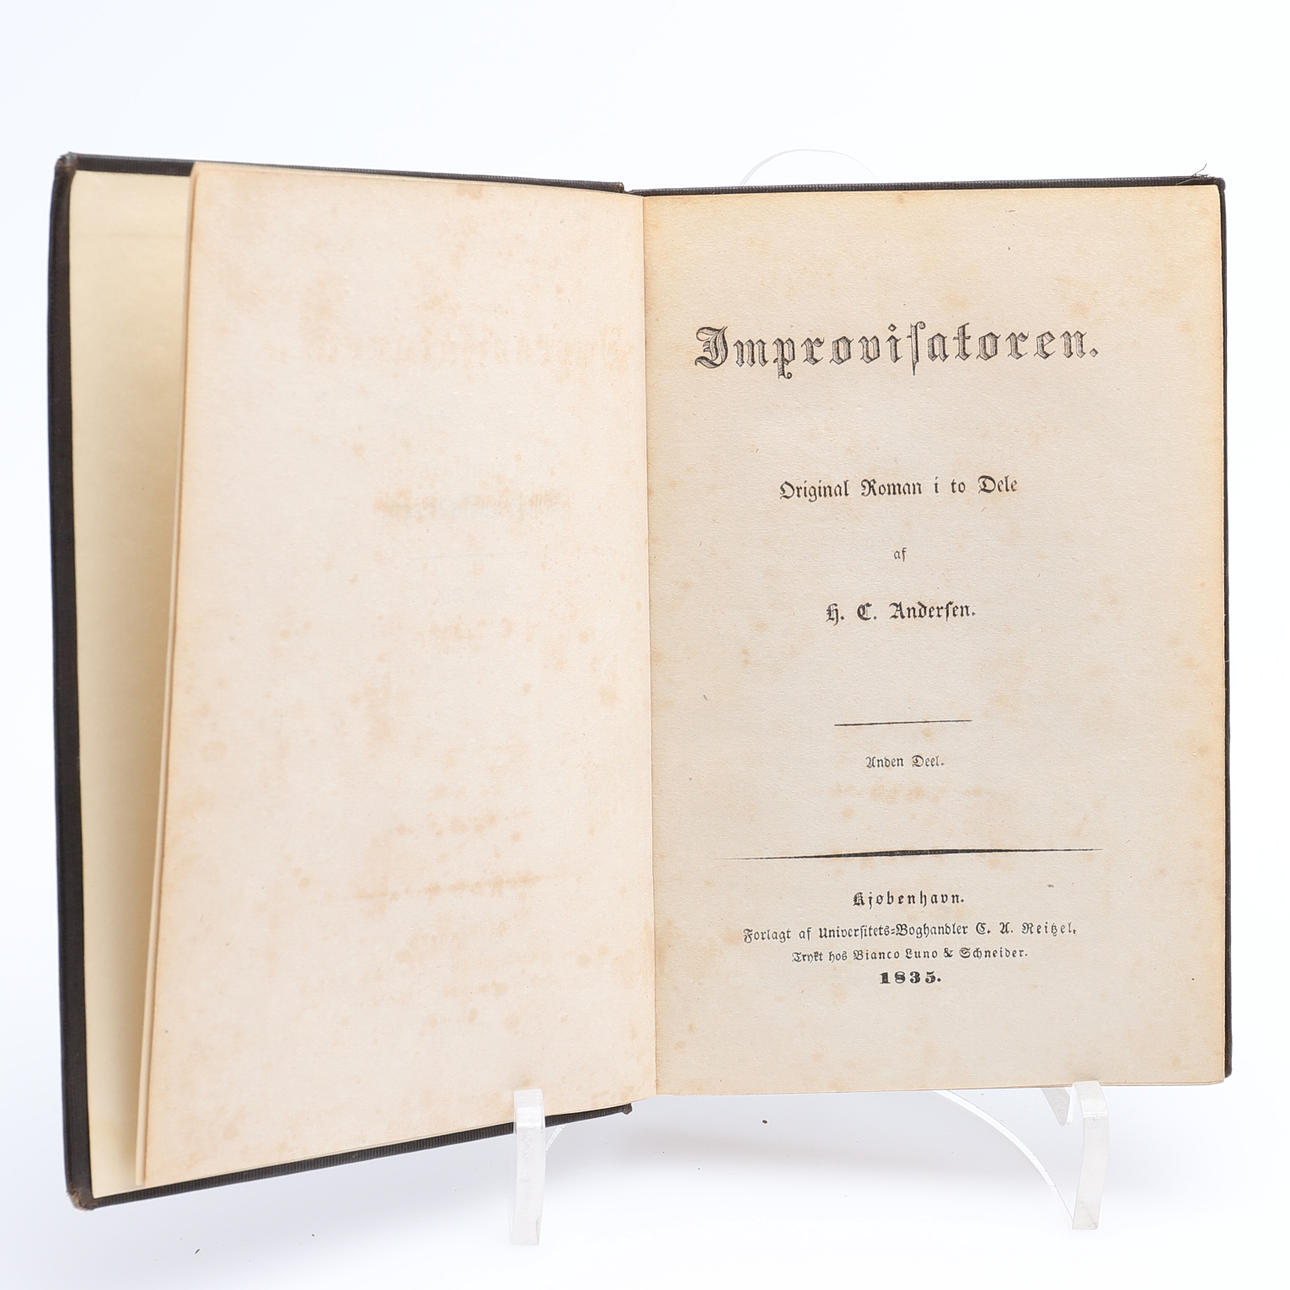 Improviſatoren.
Original Roman i to Dele
af
H. C. Anderſen.
Anden Deel.
Kjøbenhavn.
Forlagt af Univerſitets-Boghandler C. A. Reitzel.
Trykt hos Bianco Luno & Schneider.
1835.